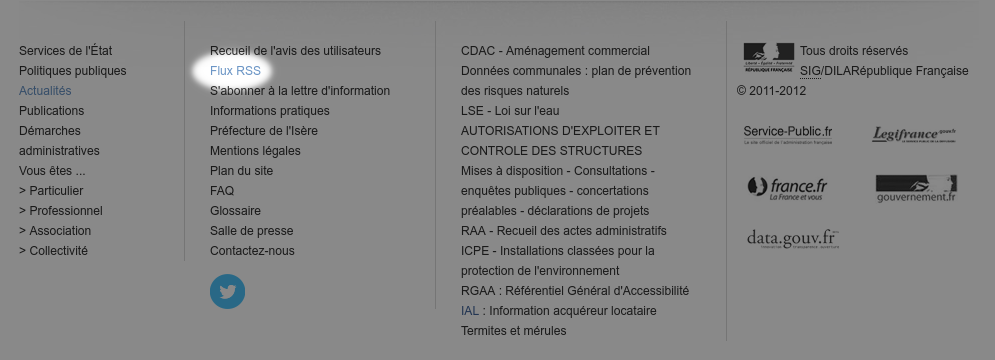 Services de l'État
Politiques publiques
Actualités
Publications
Démarches
administratives
Vous êtes ...
> Particulier
> Professionnel
> Association
> Collectivité
Recueil de l'avis des utilisateurs
Flux RSS
S'abonner à la lettre d'information
Informations pratiques
Préfecture de l'Isère
Mentions légales
Plan du site
FAQ
Glossaire
Salle de presse
Contactez-nous
CDAC - Aménagement commercial
Données communales : plan de prévention
des risques naturels
LSE - Loi sur l'eau
AUTORISATIONS D'EXPLOITER ET
CONTROLE DES STRUCTURES
Mises à disposition - Consultations -
enquêtes publiques - concertations
préalables - déclarations de projets
RAA - Recueil des actes administratifs
ICPE - Installations classées pour la
protection de l'environnement
RGAA : Référentiel Général d'Accessibilité
IAL : Information acquéreur locataire
Termites et mérules
Liberté • Égalité • Fraternité
RÉPUBLIQUE FRANÇAISE
Tous droits réservés
SIG/DILARépublique Française
© 2011-2012
Service-Public.fr
Le site officiel de l'administration française
Legifrance.gouv.fr
france.fr
La France et vous
gouvernement.fr
data.gouv.fr